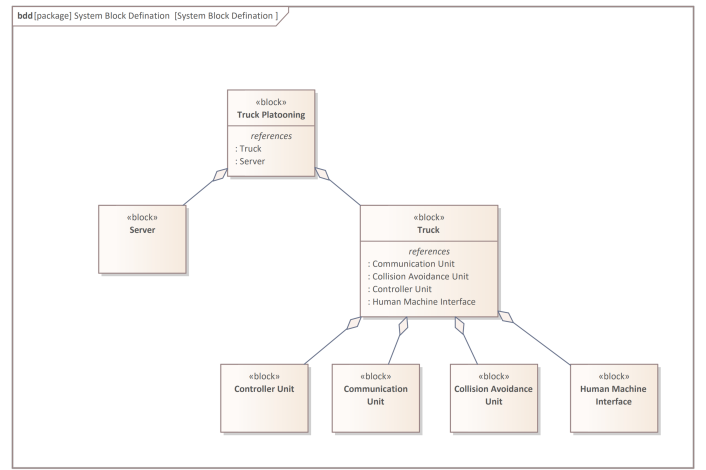 bdd [package] System Block Defination [System Block Defination ]
«block»
Truck Platooning
references
: Truck
: Server
«block»
Server
«block»
Truck
references
: Communication Unit
: Collision Avoidance Unit
: Controller Unit
: Human Machine Interface
«block»
Controller Unit
«block»
Communication
Unit
«block»
Collision Avoidance
Unit
«block»
Human Machine
Interface